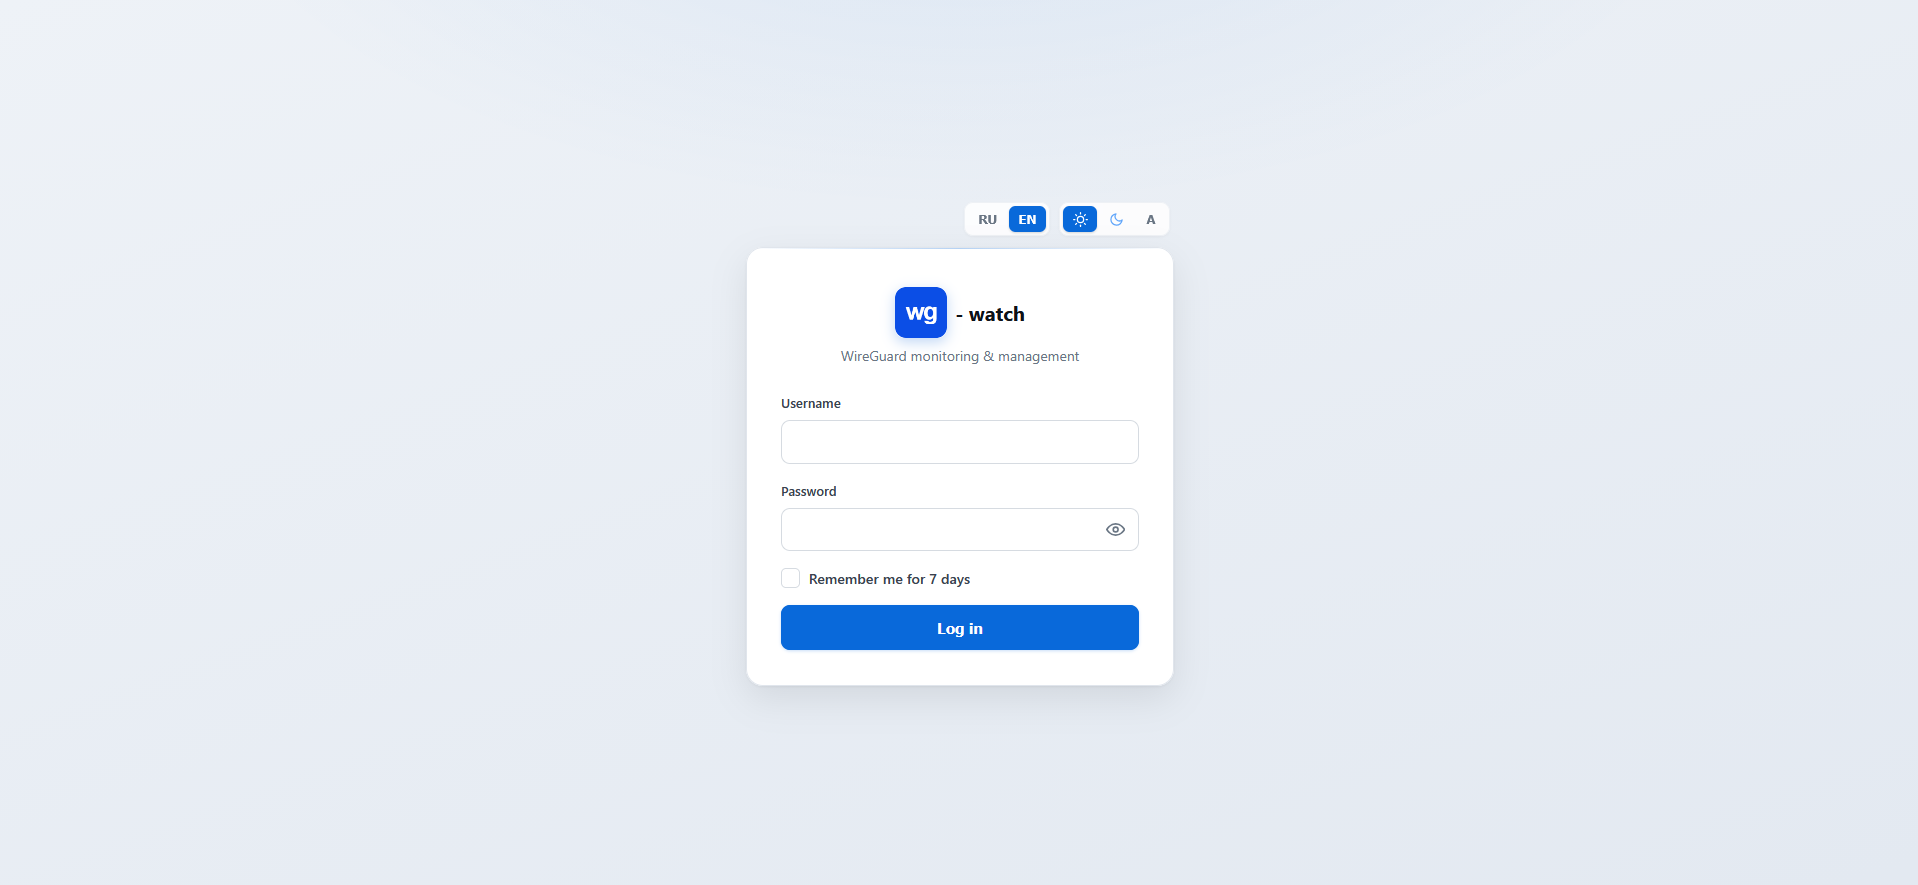 RU EN A
wg - watch
WireGuard monitoring & management
Username
Password
Remember me for 7 days
Log in